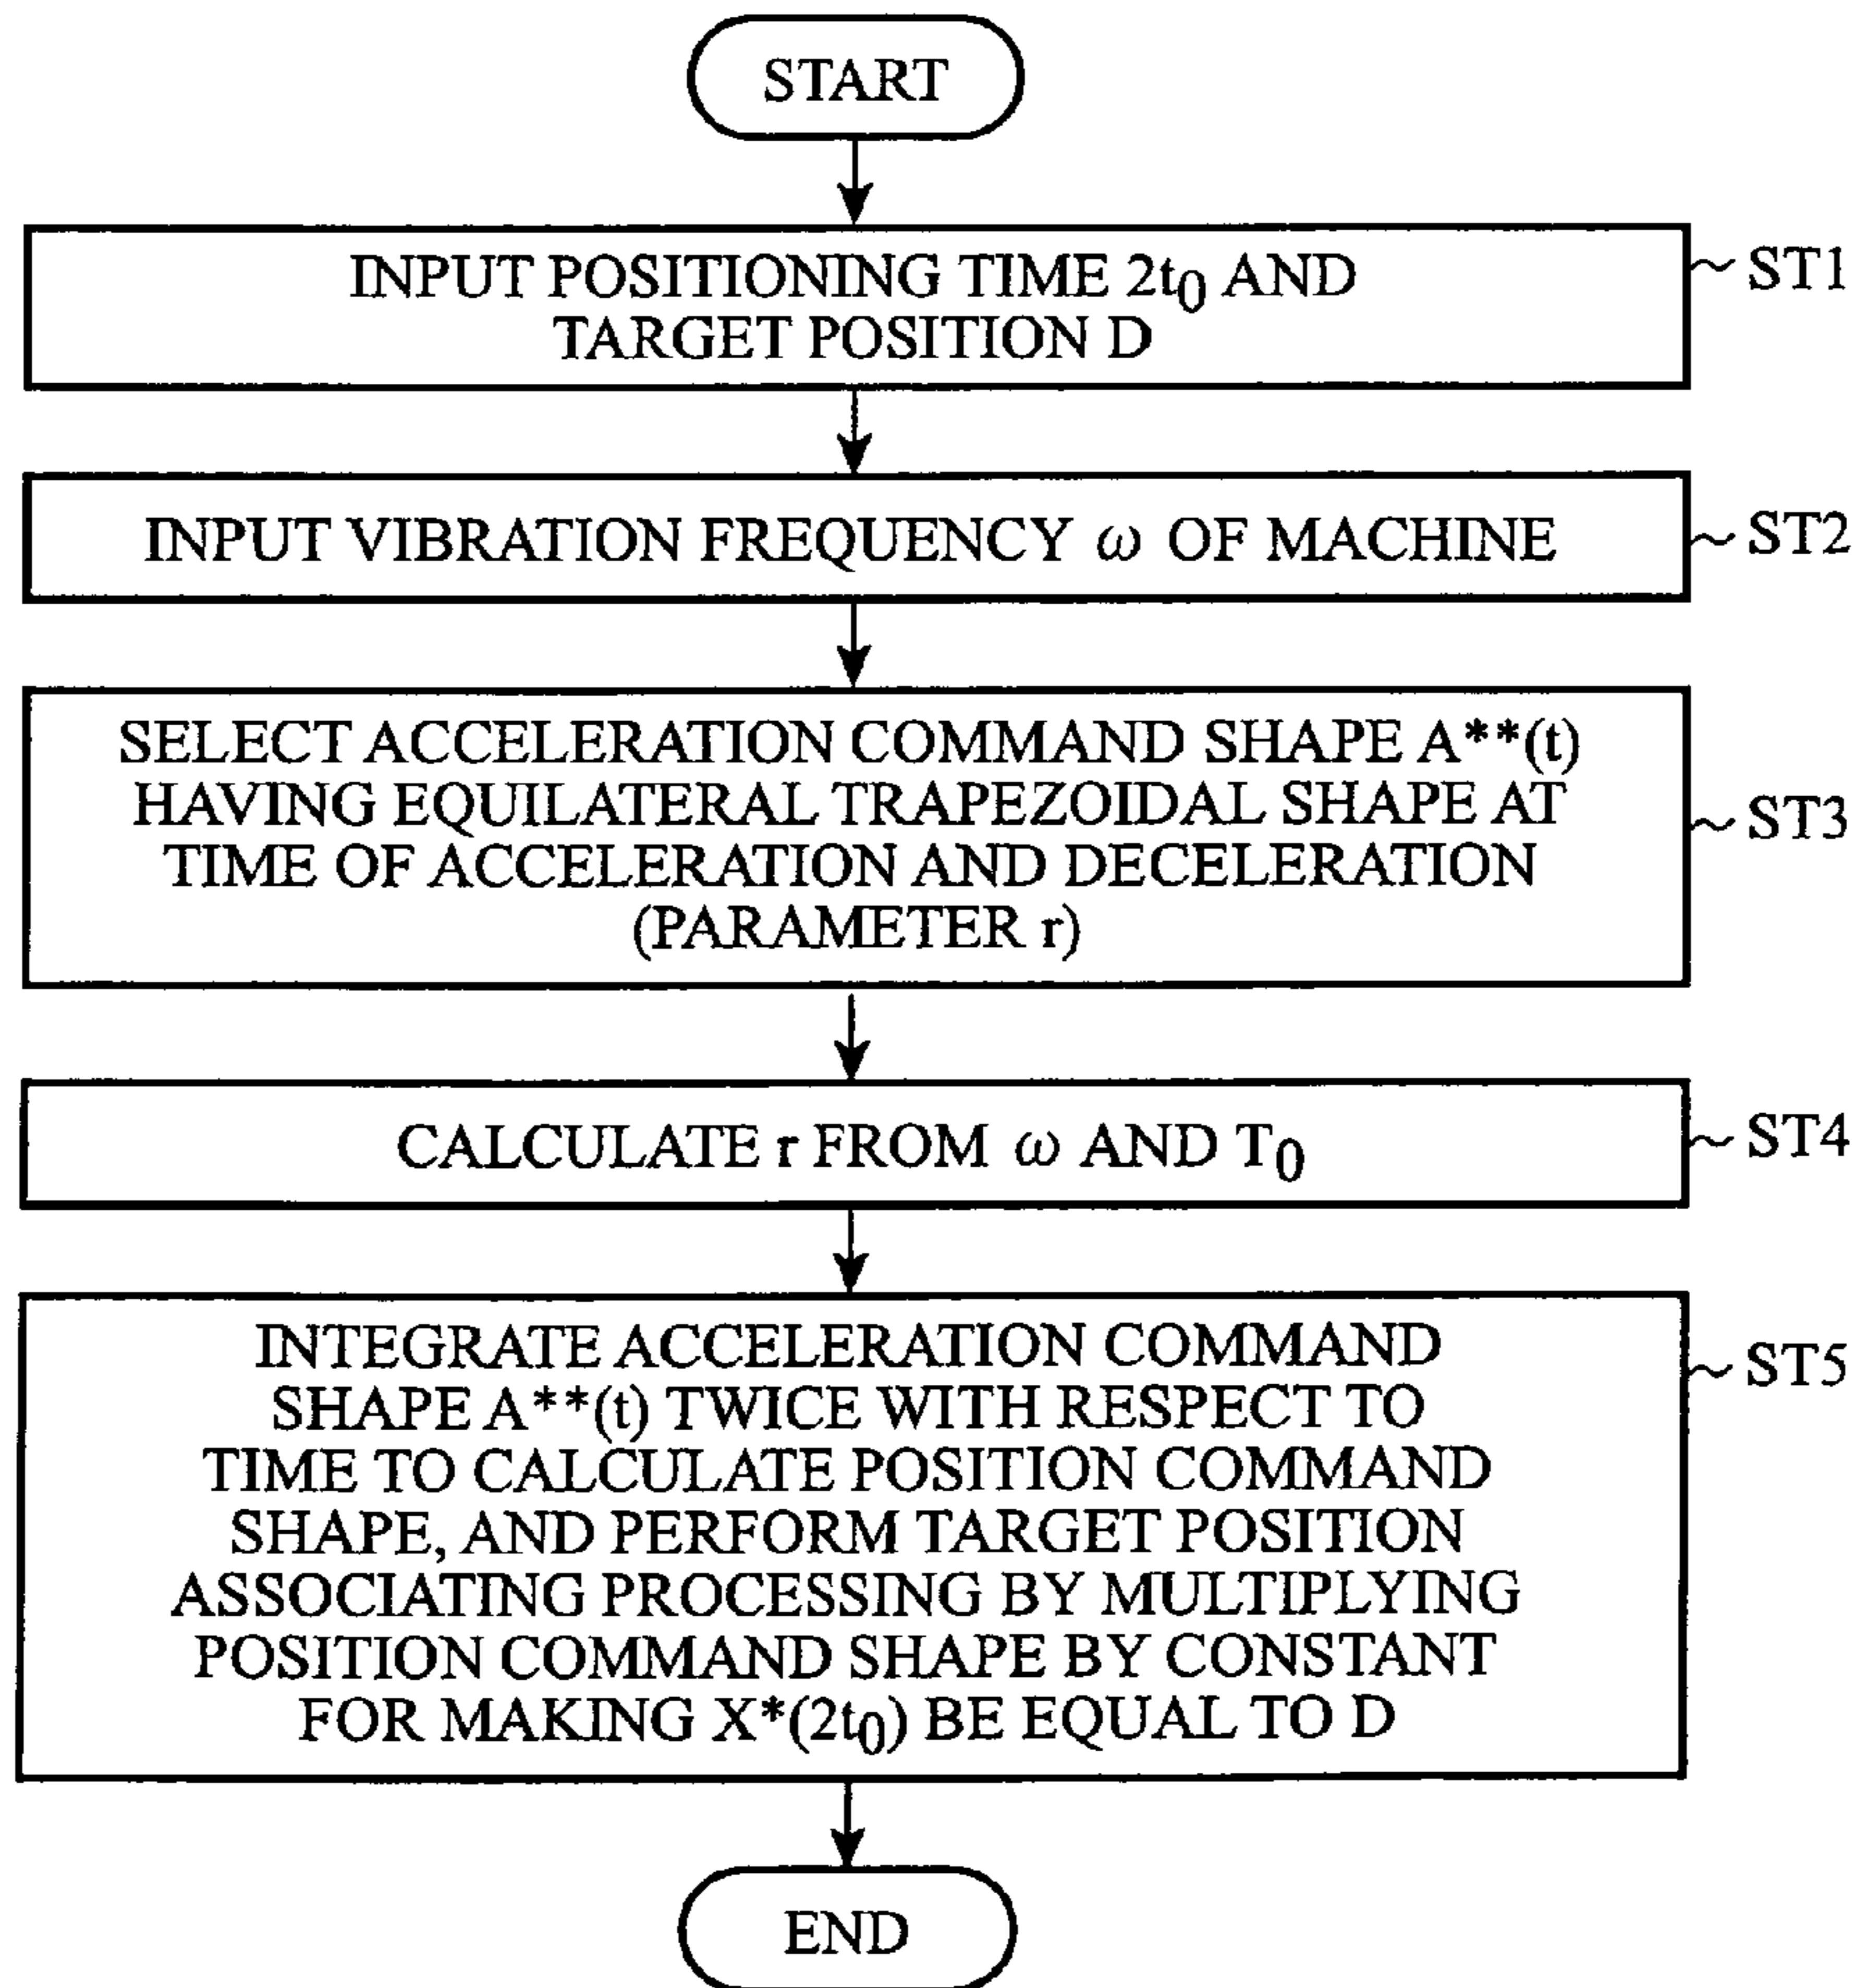 START
INPUT POSITIONING TIME 2t₀ AND
TARGET POSITION D
ST1
INPUT VIBRATION FREQUENCY ω OF MACHINE
ST2
SELECT ACCELERATION COMMAND SHAPE A**(t)
HAVING EQUILATERAL TRAPEZOIDAL SHAPE AT
TIME OF ACCELERATION AND DECELERATION
(PARAMETER r)
ST3
CALCULATE r FROM ω AND T₀
ST4
INTEGRATE ACCELERATION COMMAND
SHAPE A**(t) TWICE WITH RESPECT TO
TIME TO CALCULATE POSITION COMMAND
SHAPE, AND PERFORM TARGET POSITION
ASSOCIATING PROCESSING BY MULTIPLYING
POSITION COMMAND SHAPE BY CONSTANT
FOR MAKING X*(2t₀) BE EQUAL TO D
ST5
END